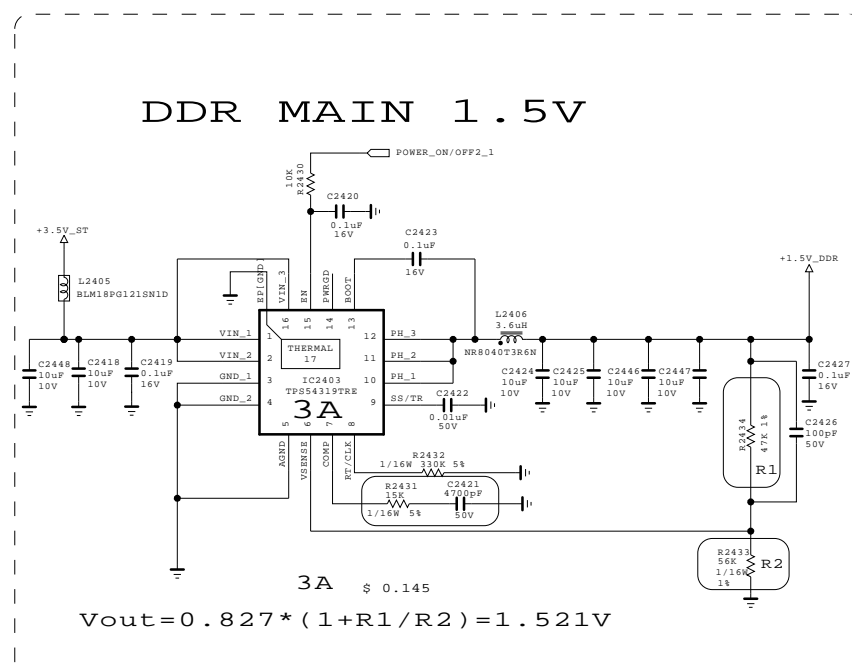 DDR MAIN 1.5V
POWER_ON/OFF2_1
10K
R2430
C2420
0.1uF
16V
C2423
0.1uF
16V
+3.5V_ST
L2405
BLM18PG121SN1D
+1.5V_DDR
EP[GND]
VIN_3
EN
PWRGD
BOOT
16
15
14
13
VIN_1
1
VIN_2
2
GND_1
3
GND_2
4
THERMAL
17
IC2403
TPS54319TRE
3A
12
PH_3
11
PH_2
10
PH_1
9
SS/TR
5
6
7
8
AGND
VSENSE
COMP
RT/CLK
L2406
3.6uH
NR8040T3R6N
C2448
10uF
10V
C2418
10uF
10V
C2419
0.1uF
16V
C2422
0.01uF
50V
C2424
10uF
10V
C2425
10uF
10V
C2446
10uF
10V
C2447
10uF
10V
C2427
0.1uF
16V
R2434
47K 1%
R1
C2426
100pF
50V
R2432
1/16W 330K 5%
R2431
15K
1/16W 5%
C2421
4700pF
50V
R2433
56K
1/16W
1%
R2
3A
$ 0.145
Vout=0.827*(1+R1/R2)=1.521V